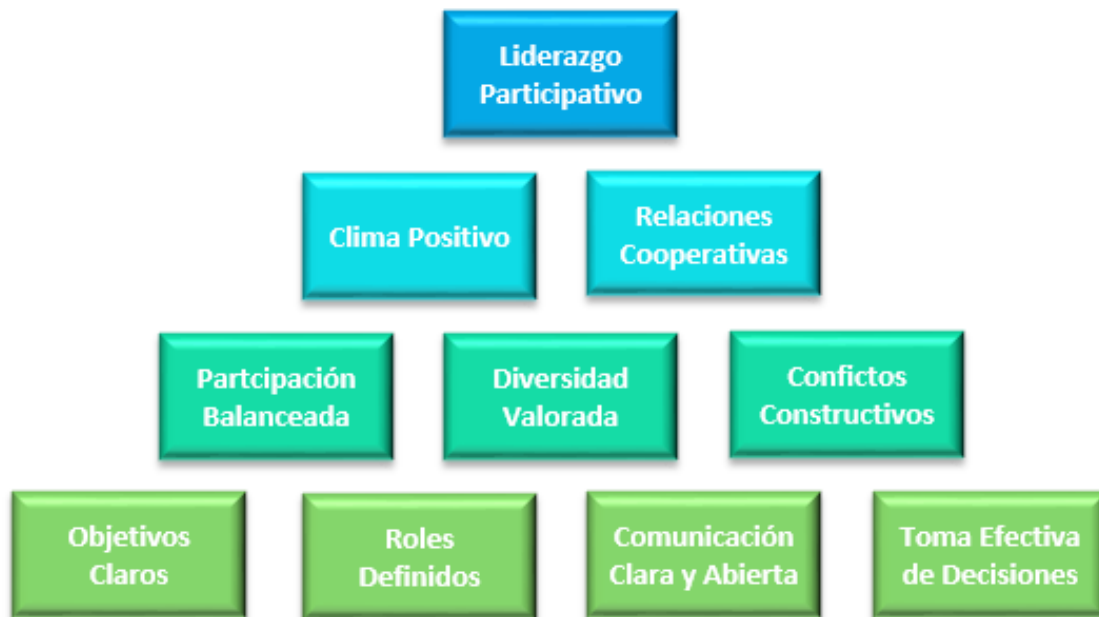 Liderazgo
Participativo
Clima Positivo
Relaciones
Cooperativas
Partcipación
Balanceada
Diversidad
Valorada
Confictos
Constructivos
Objetivos
Claros
Roles
Definidos
Comunicación
Clara y Abierta
Toma Efectiva
de Decisiones